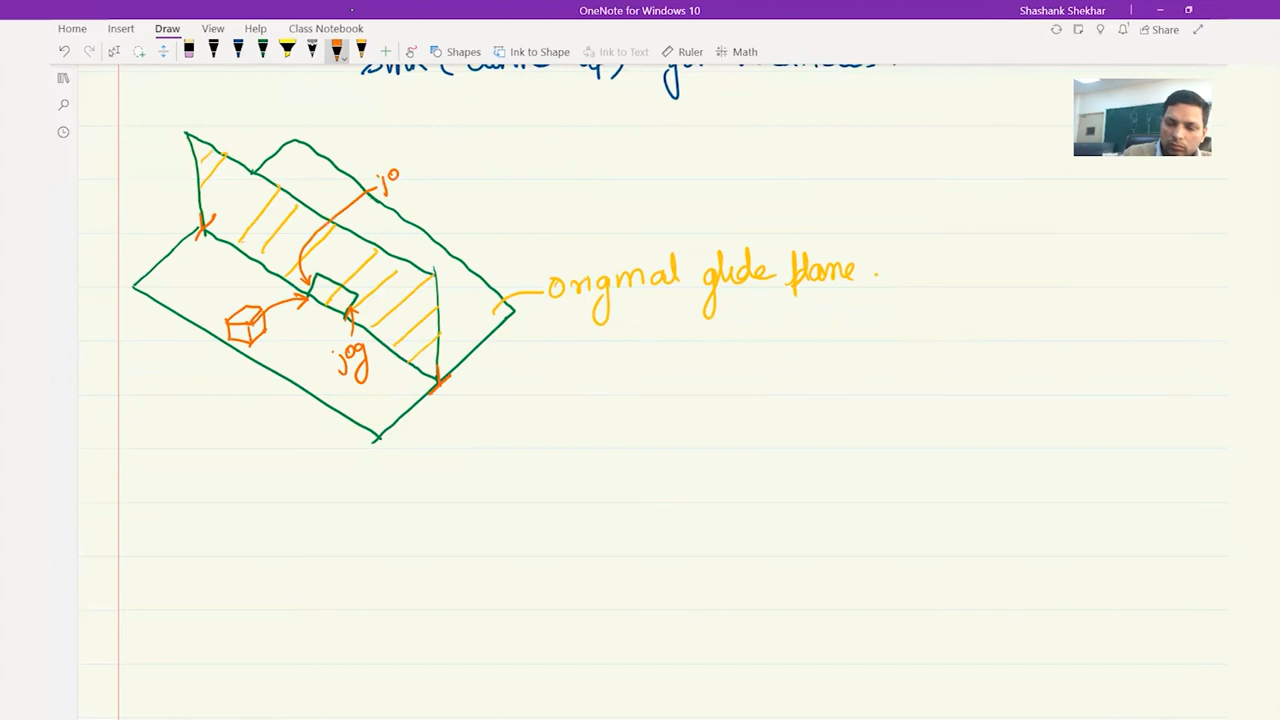 OneNote for Windows 10
Shashank Shekhar
Home Insert Draw View Help Class Notebook
Shapes Ink to Shape Ink to Text Ruler Math Share
jo
original glide plane.
jog